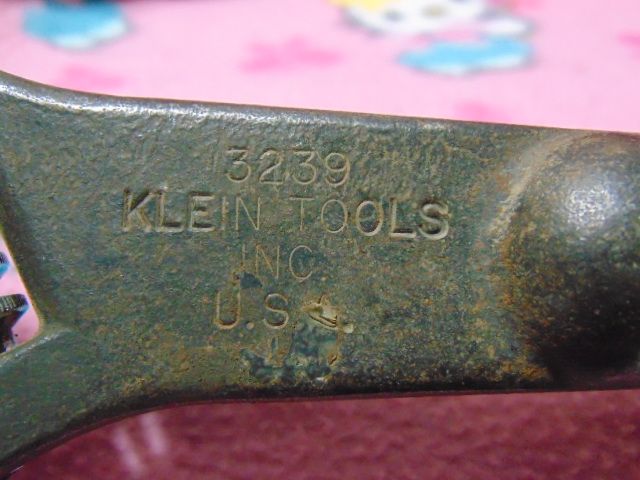 3239
KLEIN TOOLS
INC.
U.S.